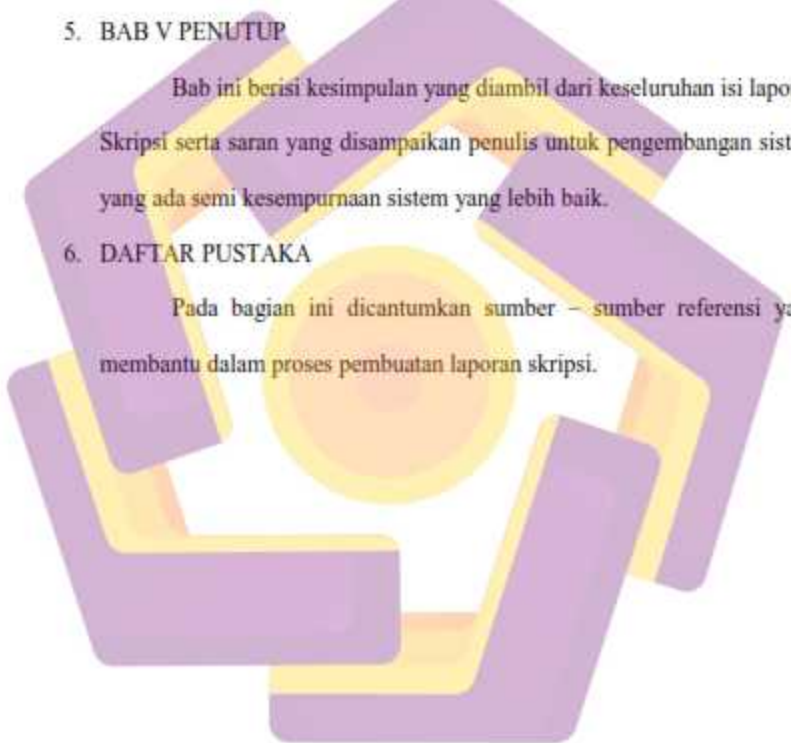 5. BAB V PENUTUP
Bab ini berisi kesimpulan yang diambil dari keseluruhan isi lapor
Skripsi serta saran yang disampaikan penulis untuk pengembangan sist
yang ada semi kesempurnaan sistem yang lebih baik.
6. DAFTAR PUSTAKA
Pada bagian ini dicantumkan sumber – sumber referensi ya
membantu dalam proses pembuatan laporan skripsi.